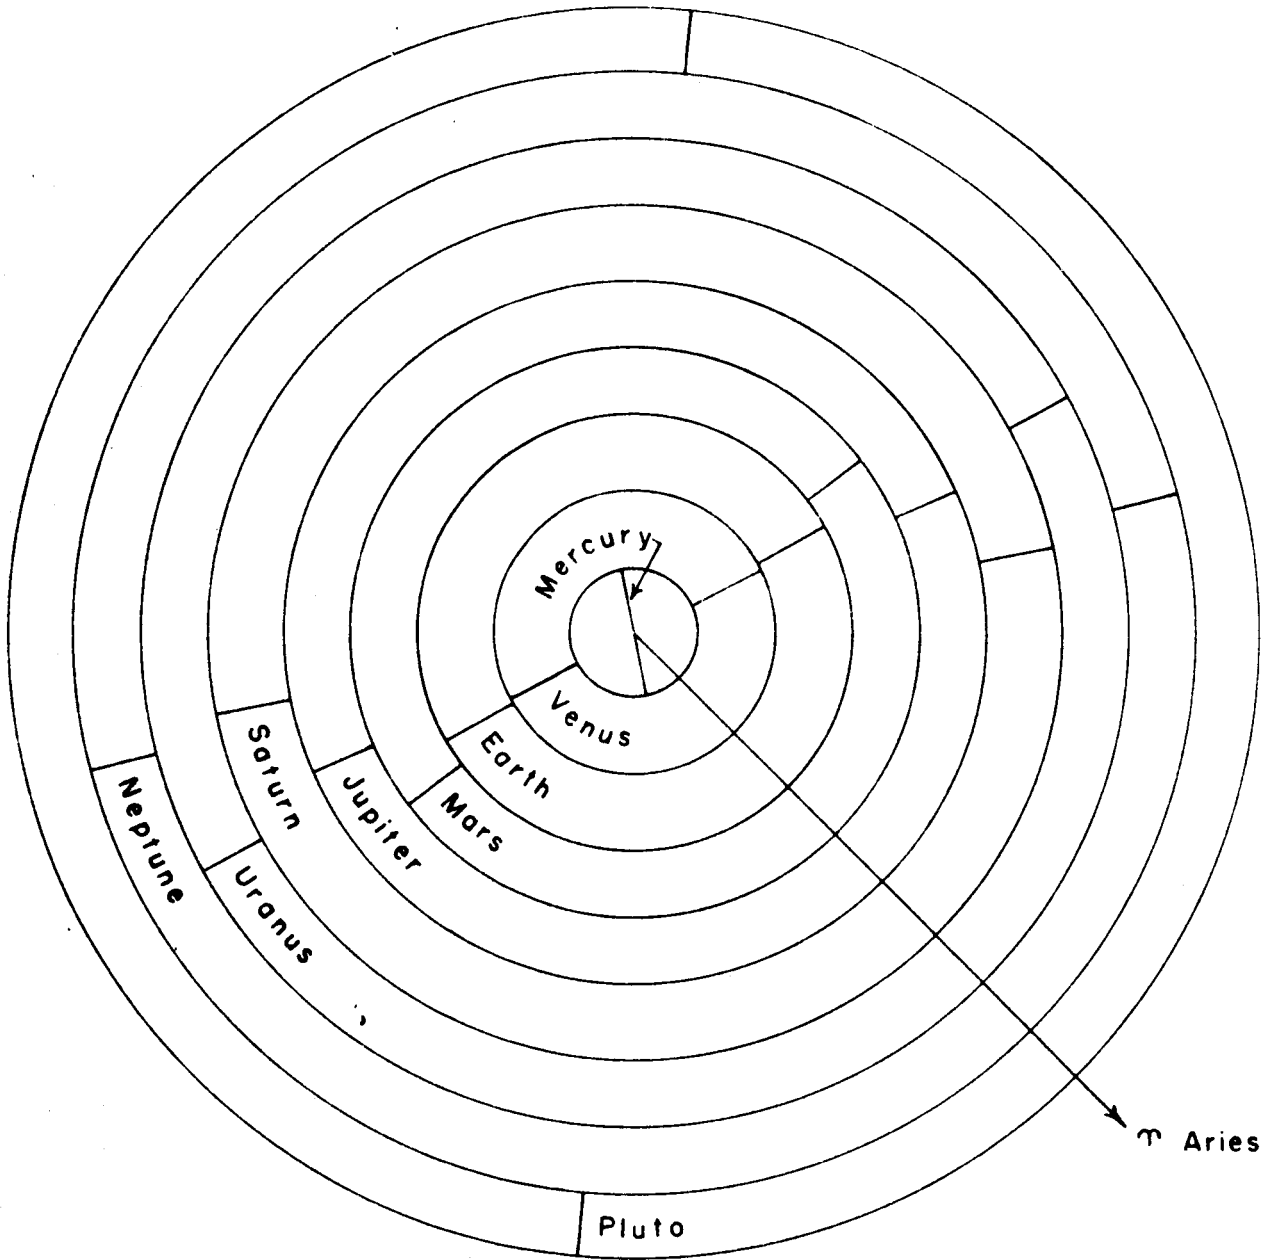 Mercury
Venus
Earth
Mars
Jupiter
Saturn
Uranus
Neptune
Pluto
♈ Aries